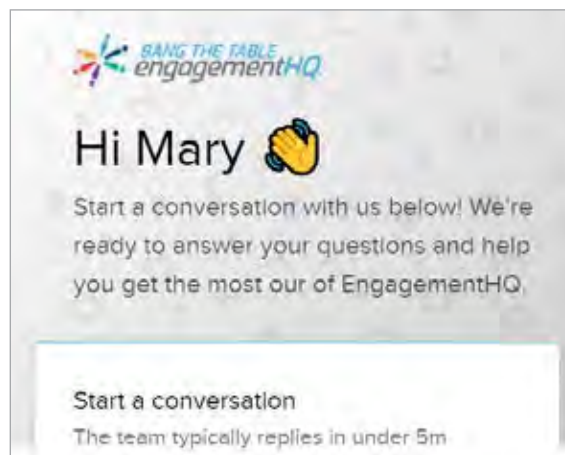 BANG THE TABLE
engagementHQ
Hi Mary 👋
Start a conversation with us below! We're
ready to answer your questions and help
you get the most our of EngagementHQ.
Start a conversation
The team typically replies in under 5m